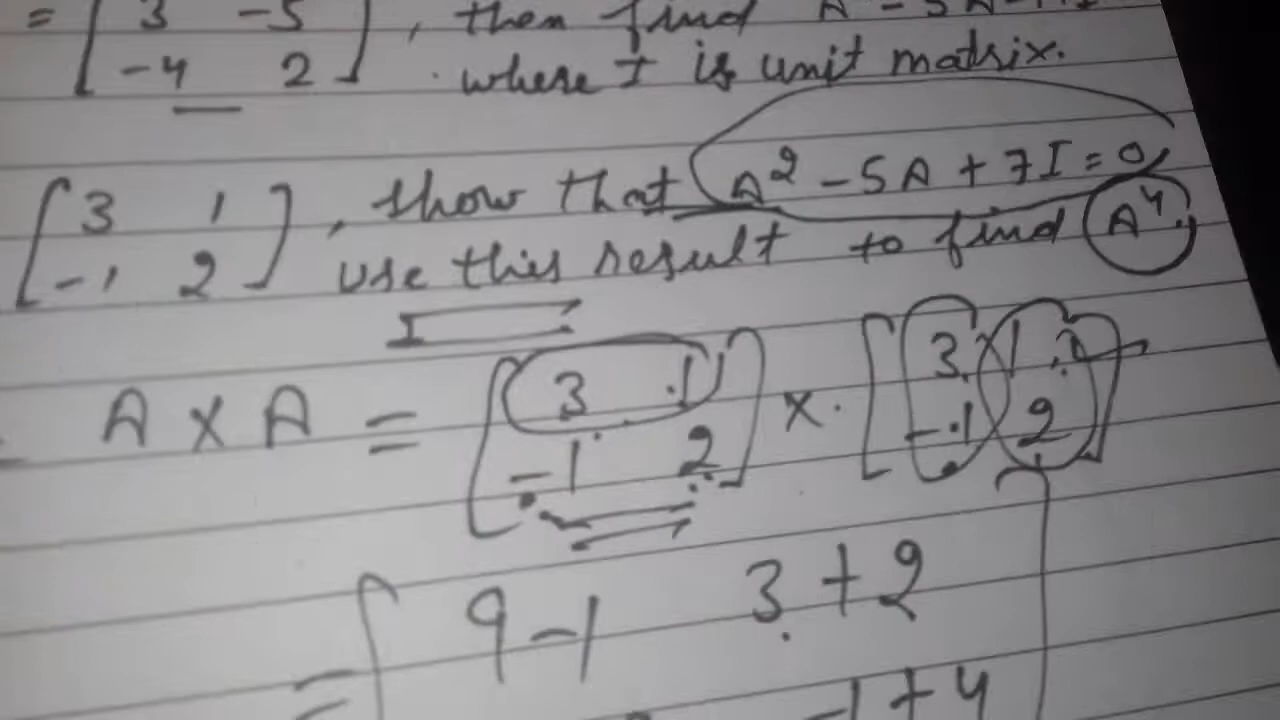 = [ 3 -5 ] , then find A² - 5A
[ -4 2 ] . where I is unit matrix.
[ 3 1 ] , show that A² - 5A + 7I = 0,
[ -1 2 ] use this result to find A⁴.
A × A = [ 3 1 ] × [ 3 1 ]
[ -1 2 ] [ -1 2 ]
= [ 9 - 1 3 + 2 ]
-1 + 4